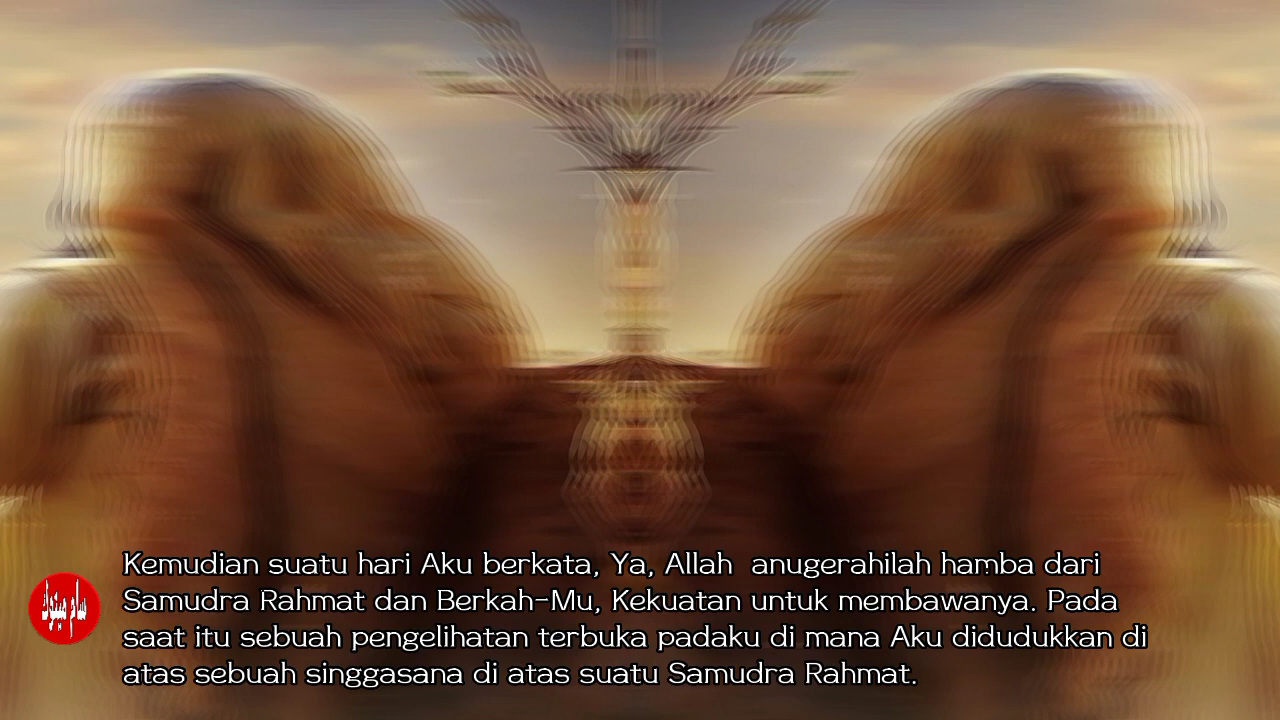 Kemudian suatu hari Aku berkata, Ya, Allah  anugerahilah hamba dari
Samudra Rahmat dan Berkah-Mu, Kekuatan untuk membawanya. Pada
saat itu sebuah pengelihatan terbuka padaku di mana Aku didudukkan di
atas sebuah singgasana di atas suatu Samudra Rahmat.